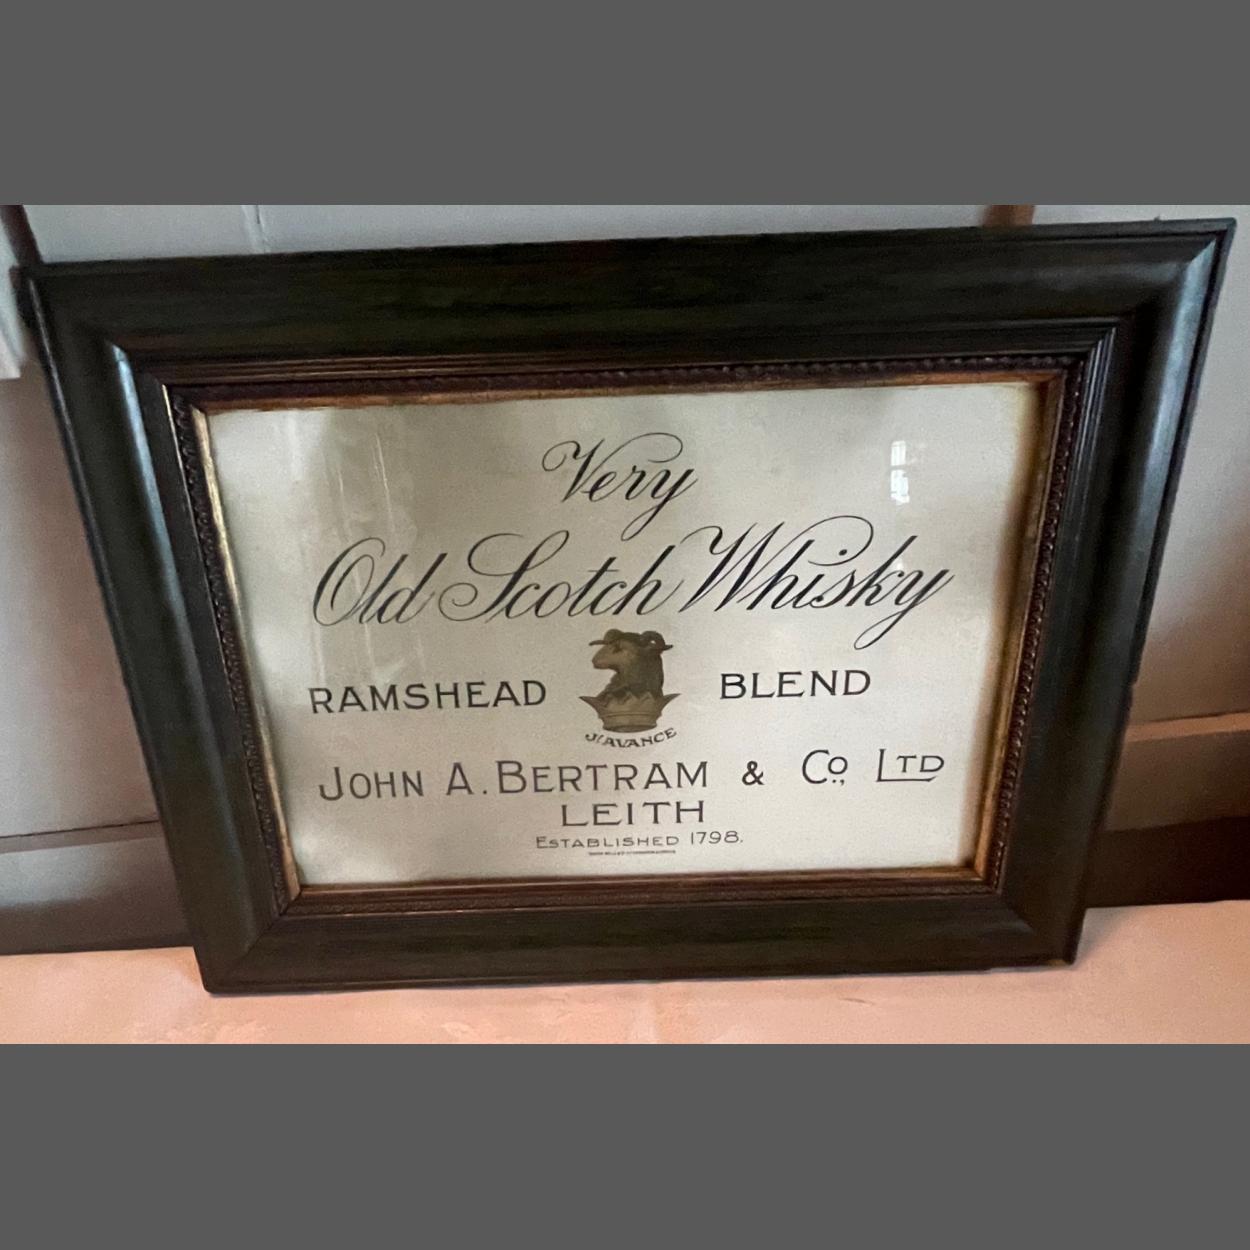 Very
Old Scotch Whisky
RAMSHEAD BLEND
J'AVANCE
JOHN A. BERTRAM & Co., LTD
LEITH
ESTABLISHED 1798.